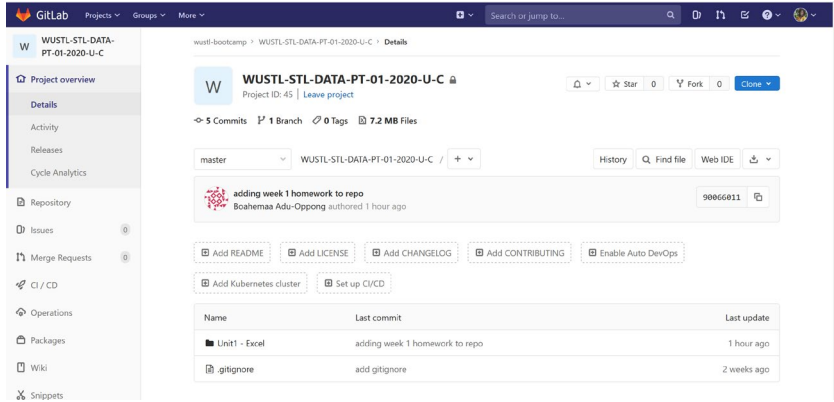 GitLab Projects Groups More Search or jump to...
W WUSTL-STL-DATA-PT-01-2020-U-C
Project overview
Details
Activity
Releases
Cycle Analytics
Repository
Issues 0
Merge Requests 0
CI / CD
Operations
Packages
Wiki
Snippets
wustl-bootcamp > WUSTL-STL-DATA-PT-01-2020-U-C > Details
W WUSTL-STL-DATA-PT-01-2020-U-C
Project ID: 45 | Leave project
Star 0 Fork 0 Clone
5 Commits 1 Branch 0 Tags 7.2 MB Files
master WUSTL-STL-DATA-PT-01-2020-U-C / + History Find file Web IDE
adding week 1 homework to repo
Boahemaa Adu-Oppong authored 1 hour ago
90066011
Add README Add LICENSE Add CHANGELOG Add CONTRIBUTING Enable Auto DevOps
Add Kubernetes cluster Set up CI/CD
Name Last commit Last update
Unit1 - Excel adding week 1 homework to repo 1 hour ago
.gitignore add gitignore 2 weeks ago